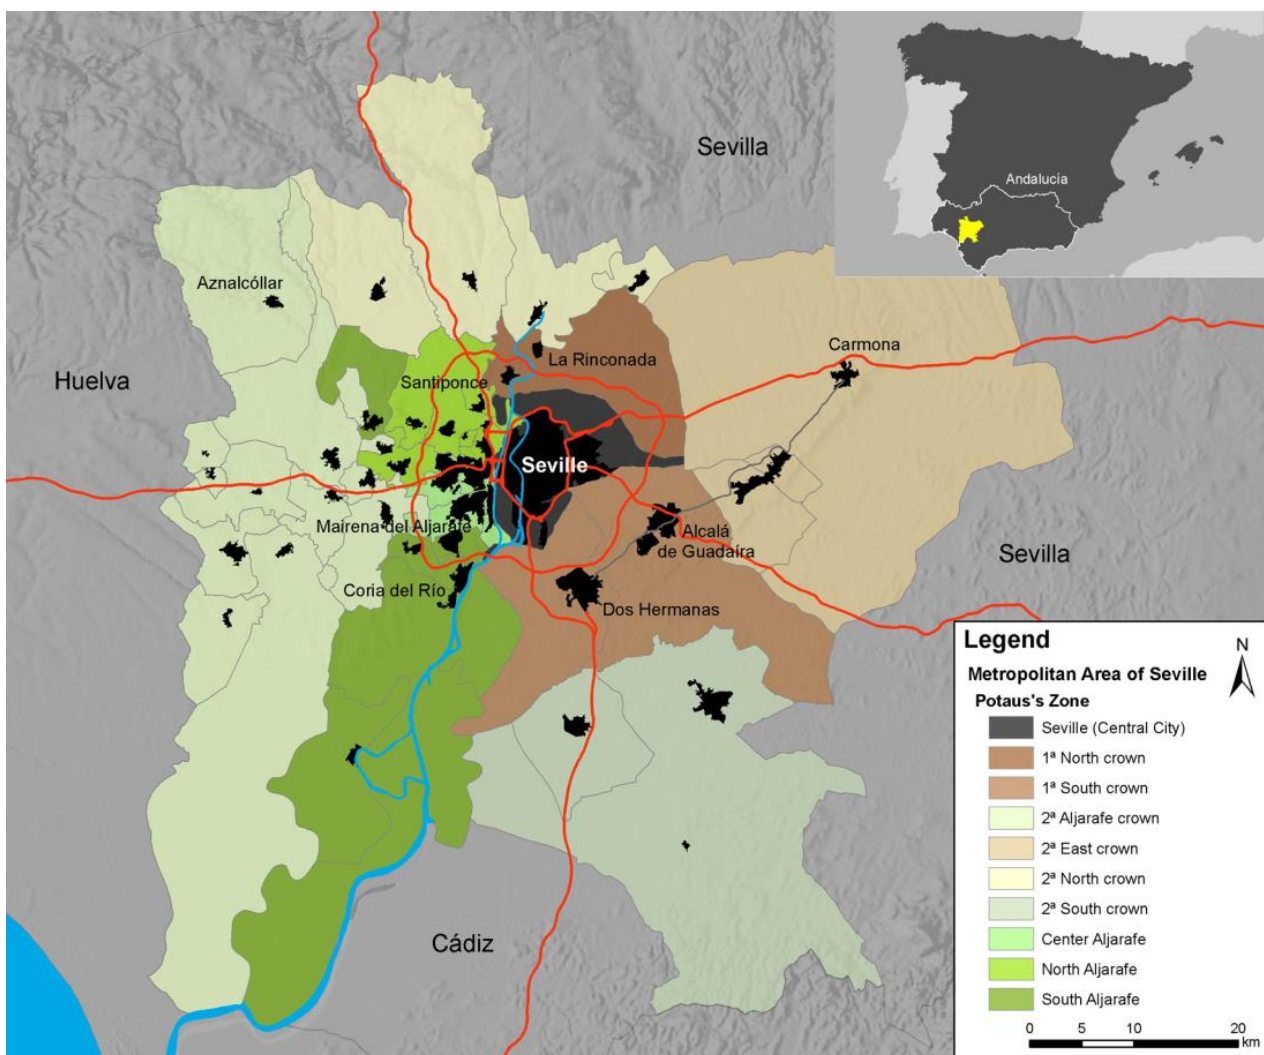 Sevilla
Andalucía
Aznalcóllar
Huelva
La Rinconada
Carmona
Santiponce
Seville
Mairena del Aljarafe
Alcalá
de Guadaíra
Sevilla
Coria del Río
Dos Hermanas
Cádiz
Legend
N
Metropolitan Area of Seville
Potaus's Zone
Seville (Central City)
1ª North crown
1ª South crown
2ª Aljarafe crown
2ª East crown
2ª North crown
2ª South crown
Center Aljarafe
North Aljarafe
South Aljarafe
0 5 10 20
km